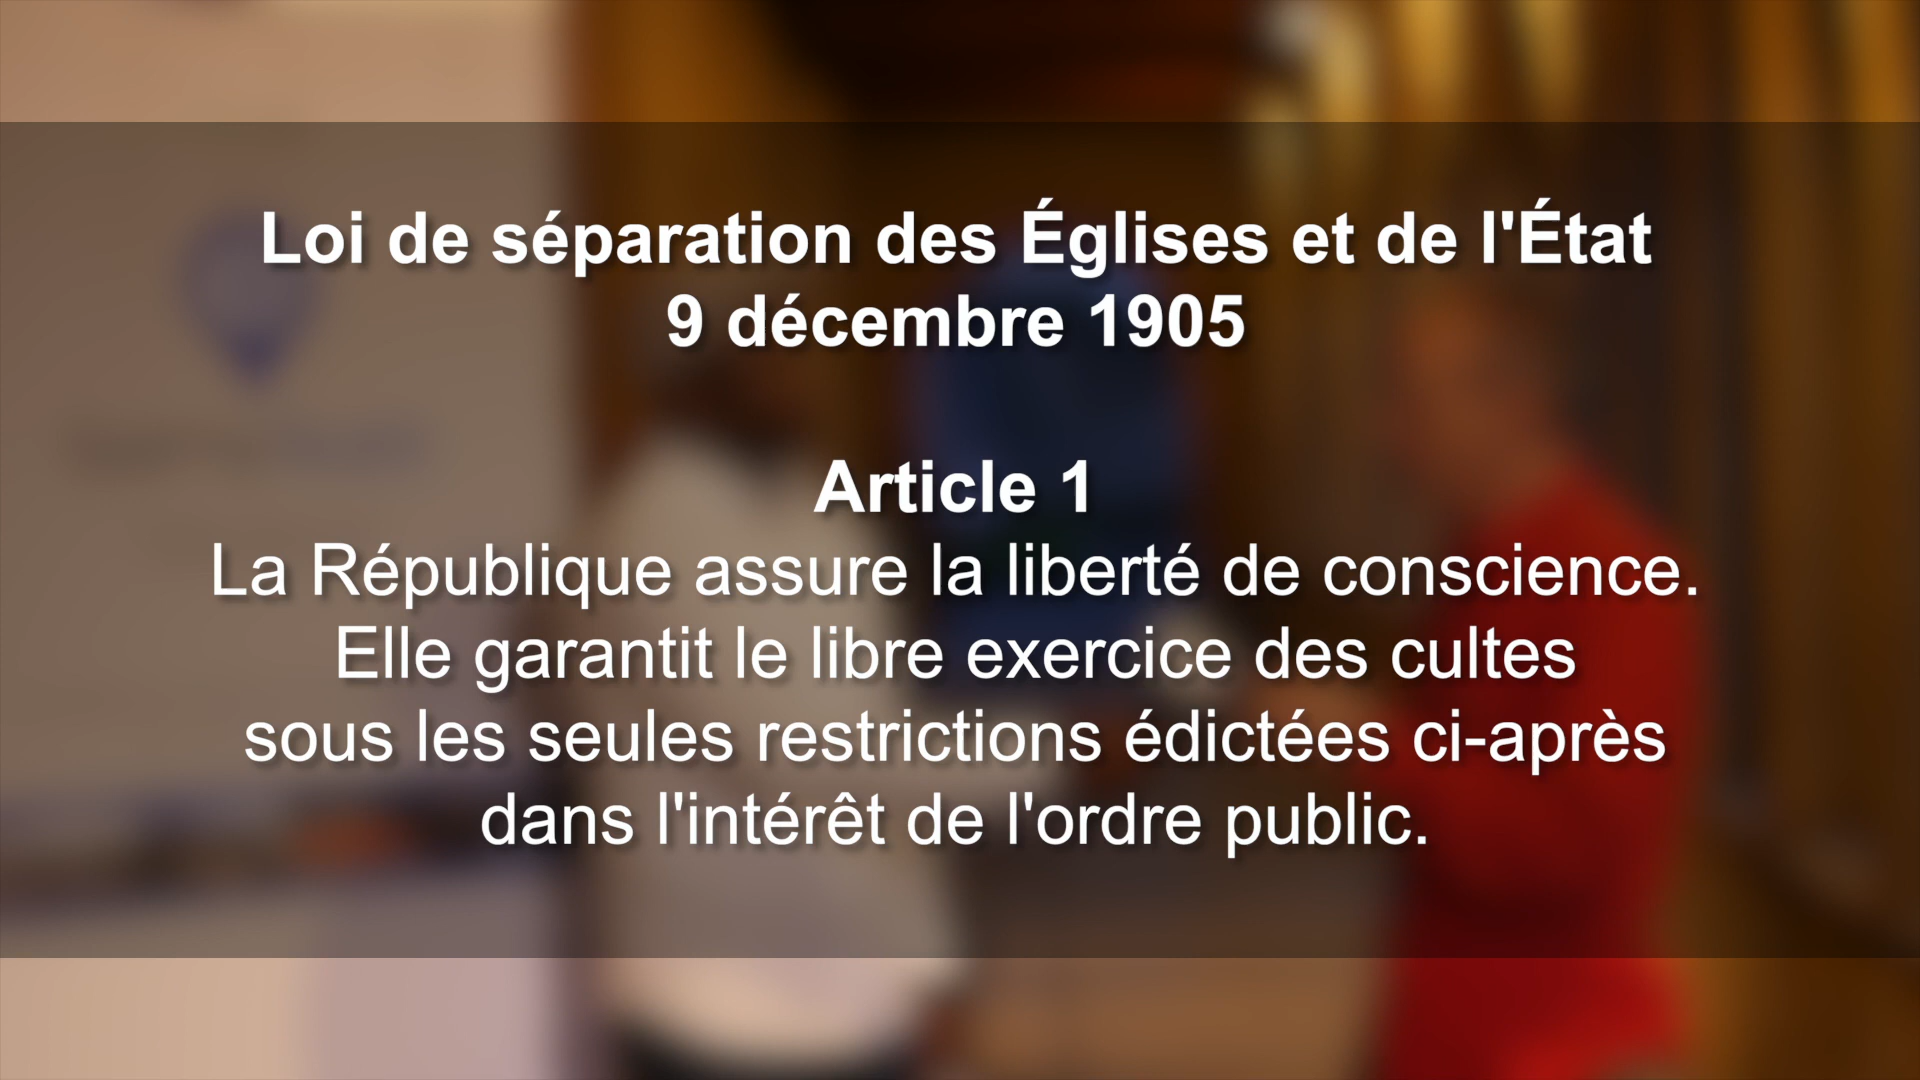 Loi de séparation des Églises et de l'État
9 décembre 1905
Article 1
La République assure la liberté de conscience.
Elle garantit le libre exercice des cultes
sous les seules restrictions édictées ci-après
dans l'intérêt de l'ordre public.